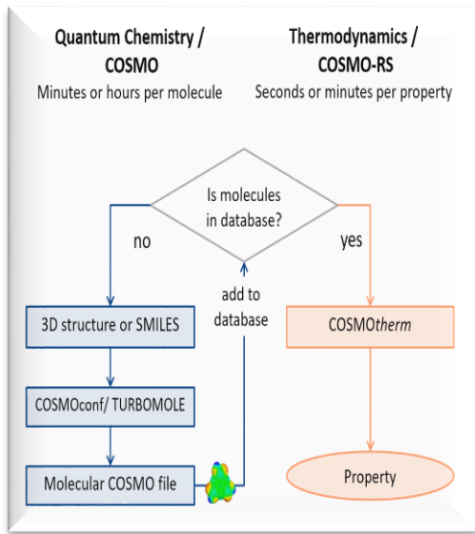 Quantum Chemistry /
COSMO
Minutes or hours per molecule
Thermodynamics /
COSMO-RS
Seconds or minutes per property
Is molecules
in database?
no
yes
add to
database
3D structure or SMILES
COSMOconf/ TURBOMOLE
Molecular COSMO file
COSMOtherm
Property